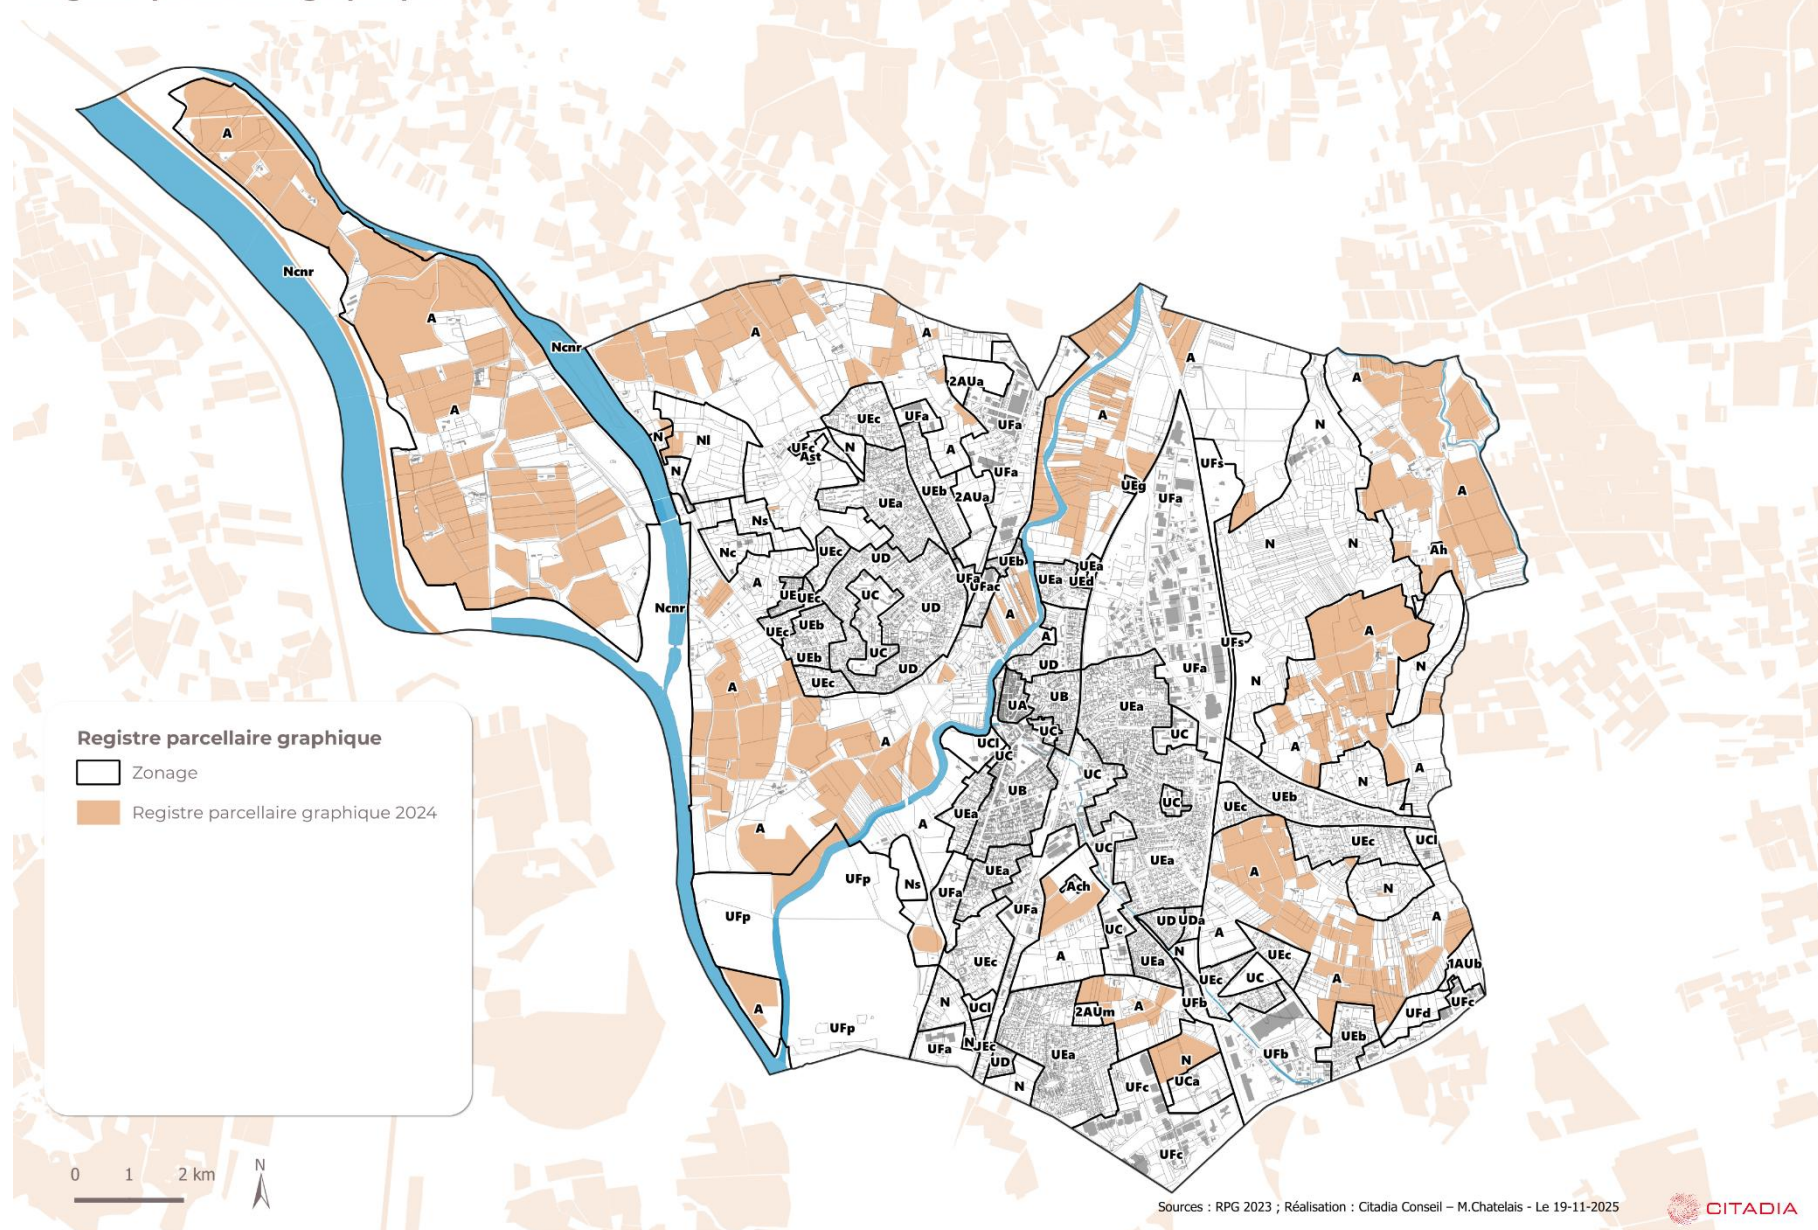 A
Ncnr
A
Ncnr
A
A
A
A
2AUa
A
N
Nl
UEc
UFa
UFa
A
N
UEc
Ast
N
A
N
UFa
UFs
UEb
2AUa
UEg
UFa
A
UEa
Ns
Nc
UEc
UD
UEb
N
N
Ah
A
UFa
UFac
UEa
UEa
UEd
UEc
UC
UD
A
Ncnr
UEc
UEb
A
A
UC
UD
UFs
UEb
UD
UFa
N
N
A
UEc
UA
UB
UEa
UC
UC
UCl
UC
A
A
UC
N
A
UB
UEb
UC
UEc
UEa
A
A
UEc
UCl
UC
UEa
UEa
A
UFp
Ns
UFa
Ach
N
UFp
UFa
UD
UDa
A
A
UC
UEc
A
UEa
N
UEc
UEc
UC
A
1AUb
N
UCl
2AUm
A
UFb
UFd
UFc
A
UFp
UFa
N
UEc
UD
UEa
N
UFb
UEb
N
UFc
UCa
UFc
Registre parcellaire graphique
Zonage
Registre parcellaire graphique 2024
0 1 2 km
N
Sources : RPG 2023 ; Réalisation : Citadia Conseil – M.Chatelais - Le 19-11-2025
CITADIA